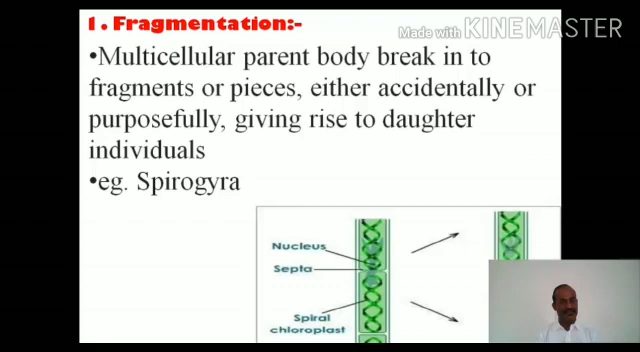 1. Fragmentation:-
Made with KINEMASTER
•Multicellular parent body break in to
fragments or pieces, either accidentally or
purposefully, giving rise to daughter
individuals
•eg. Spirogyra
Nucleus
Septa
Spiral
chloroplast